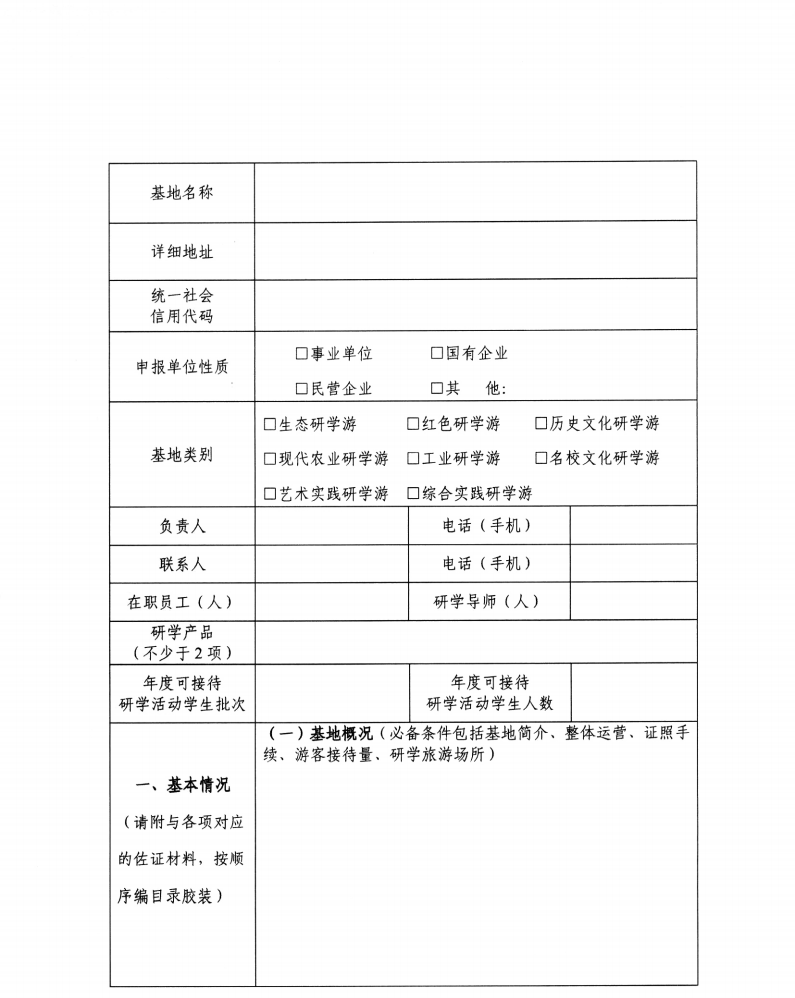 基地名称
详细地址
统一社会
信用代码
申报单位性质
□事业单位 □国有企业
□民营企业 □其 他：
基地类别
□生态研学游 □红色研学游 □历史文化研学游
□现代农业研学游 □工业研学游 □名校文化研学游
□艺术实践研学游 □综合实践研学游
负责人 电话（手机）
联系人 电话（手机）
在职员工（人） 研学导师（人）
研学产品
（不少于2项）
年度可接待
研学活动学生批次
年度可接待
研学活动学生人数
一、基本情况
（请附与各项对应
的佐证材料，按顺
序编目录胶装）
（一）基地概况（必备条件包括基地简介、整体运营、证照手
续、游客接待量、研学旅游场所）